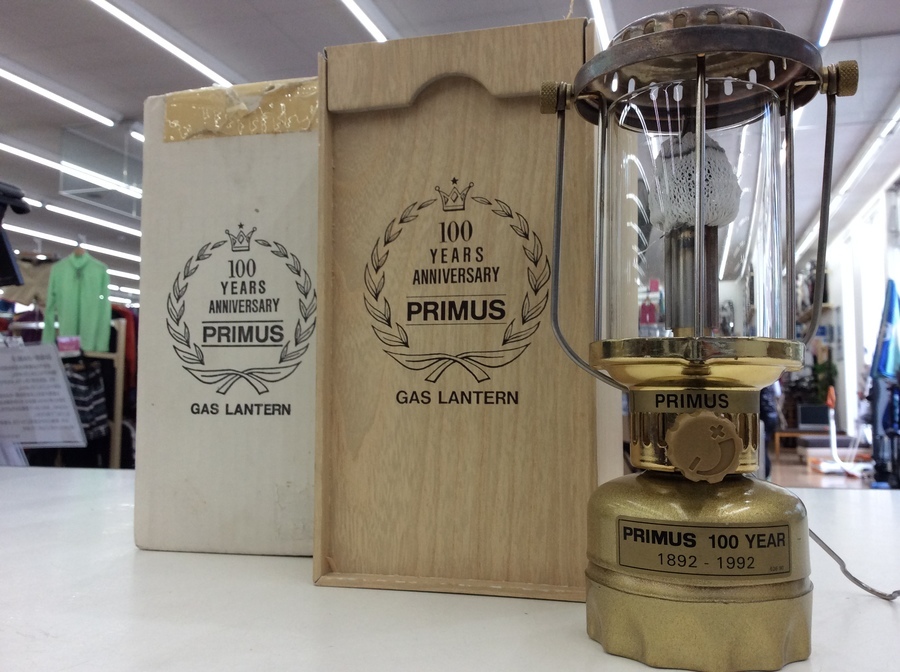 100
YEARS
ANNIVERSARY
PRIMUS
GAS LANTERN
100
YEARS
ANNIVERSARY
PRIMUS
GAS LANTERN
PRIMUS
PRIMUS 100 YEAR
1892 - 1992